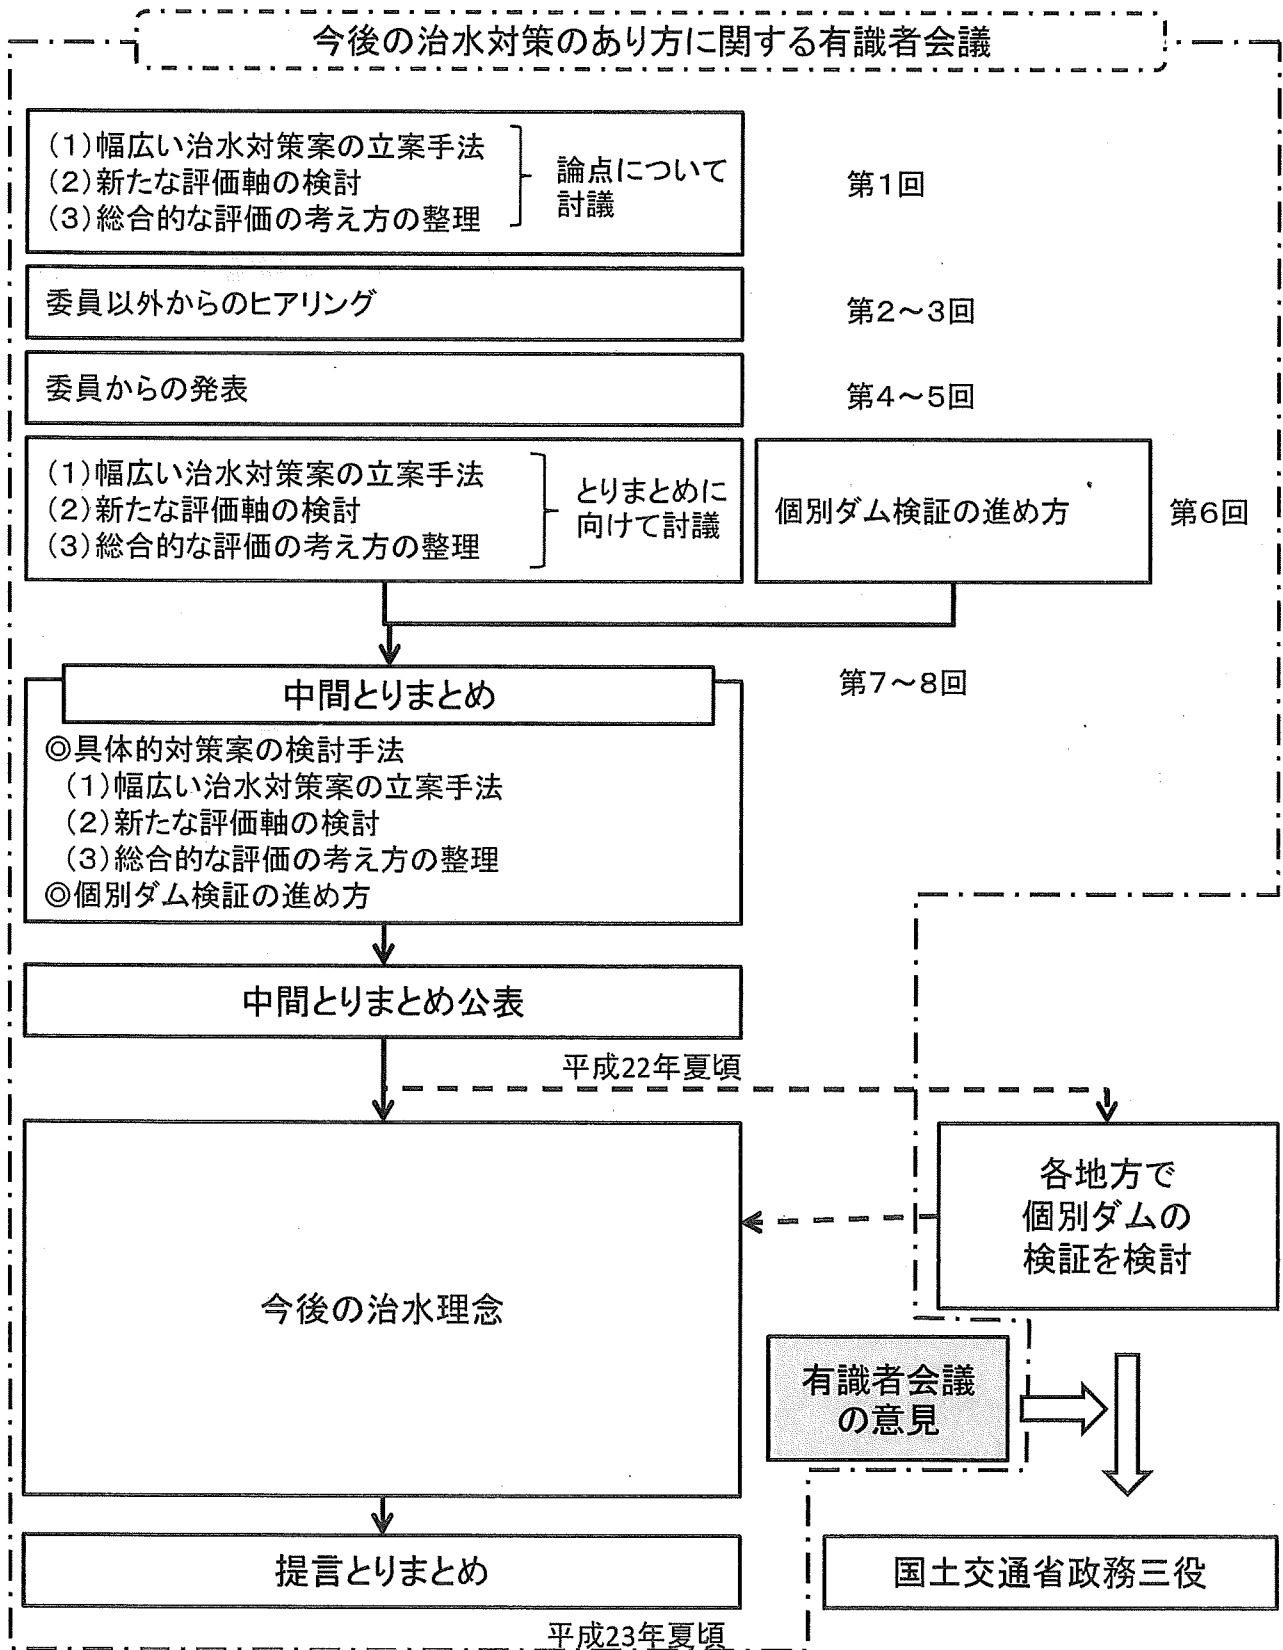 今後の治水対策のあり方に関する有識者会議
(1)幅広い治水対策案の立案手法
(2)新たな評価軸の検討
(3)総合的な評価の考え方の整理
論点について
討議
第1回
委員以外からのヒアリング
第2～3回
委員からの発表
第4～5回
(1)幅広い治水対策案の立案手法
(2)新たな評価軸の検討
(3)総合的な評価の考え方の整理
とりまとめに
向けて討議
個別ダム検証の進め方
第6回
中間とりまとめ
第7～8回
◎具体的対策案の検討手法
(1)幅広い治水対策案の立案手法
(2)新たな評価軸の検討
(3)総合的な評価の考え方の整理
◎個別ダム検証の進め方
中間とりまとめ公表
平成22年夏頃
各地方で
個別ダムの
検証を検討
今後の治水理念
有識者会議
の意見
提言とりまとめ
国土交通省政務三役
平成23年夏頃